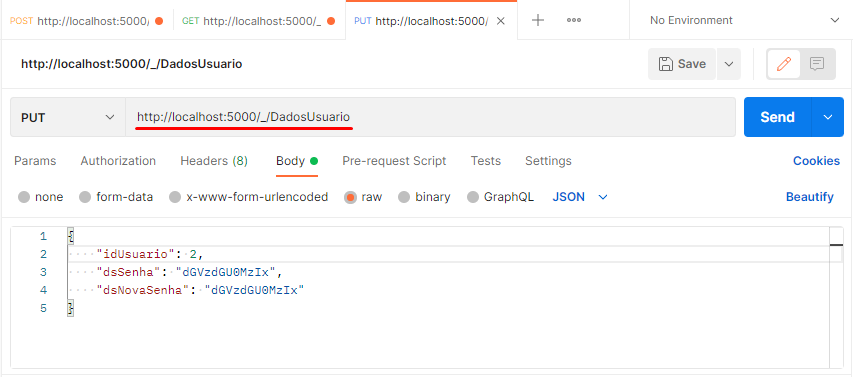 POST http://localhost:5000/ GET http://localhost:5000/_ PUT http://localhost:5000/ No Environment
http://localhost:5000/_/DadosUsuario Save
PUT http://localhost:5000/_/DadosUsuario Send
Params Authorization Headers (8) Body Pre-request Script Tests Settings Cookies
none form-data x-www-form-urlencoded raw binary GraphQL JSON Beautify
1 {
2 "idUsuario": 2,
3 "dsSenha": "dGVzdGU0MzIx",
4 "dsNovaSenha": "dGVzdGU0MzIx"
5 }